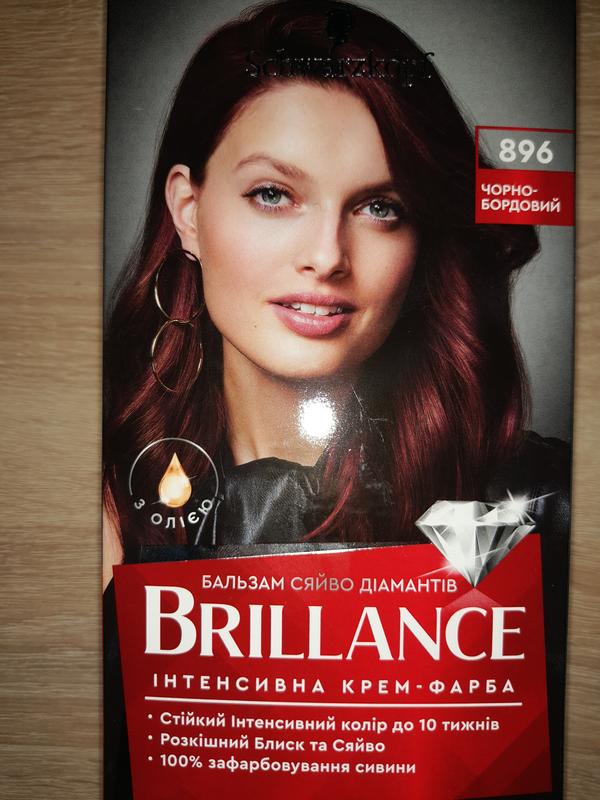 Schwarzkopf
896
ЧОРНО-
БОРДОВИЙ
З ОЛІЄЮ
БАЛЬЗАМ СЯЙВО ДІАМАНТІВ
BRILLANCE
ІНТЕНСИВНА КРЕМ-ФАРБА
• Стійкий Інтенсивний колір до 10 тижнів
• Розкішний Блиск та Сяйво
• 100% зафарбовування сивини